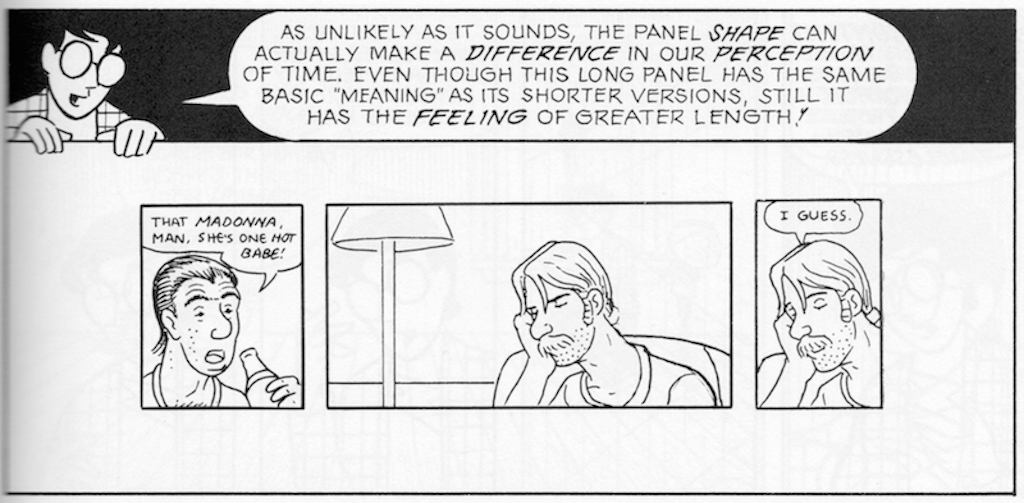 AS UNLIKELY AS IT SOUNDS, THE PANEL SHAPE CAN
ACTUALLY MAKE A DIFFERENCE IN OUR PERCEPTION
OF TIME. EVEN THOUGH THIS LONG PANEL HAS THE SAME
BASIC "MEANING" AS ITS SHORTER VERSIONS, STILL IT
HAS THE FEELING OF GREATER LENGTH!
THAT MADONNA,
MAN, SHE'S ONE HOT
BABE!
I GUESS.